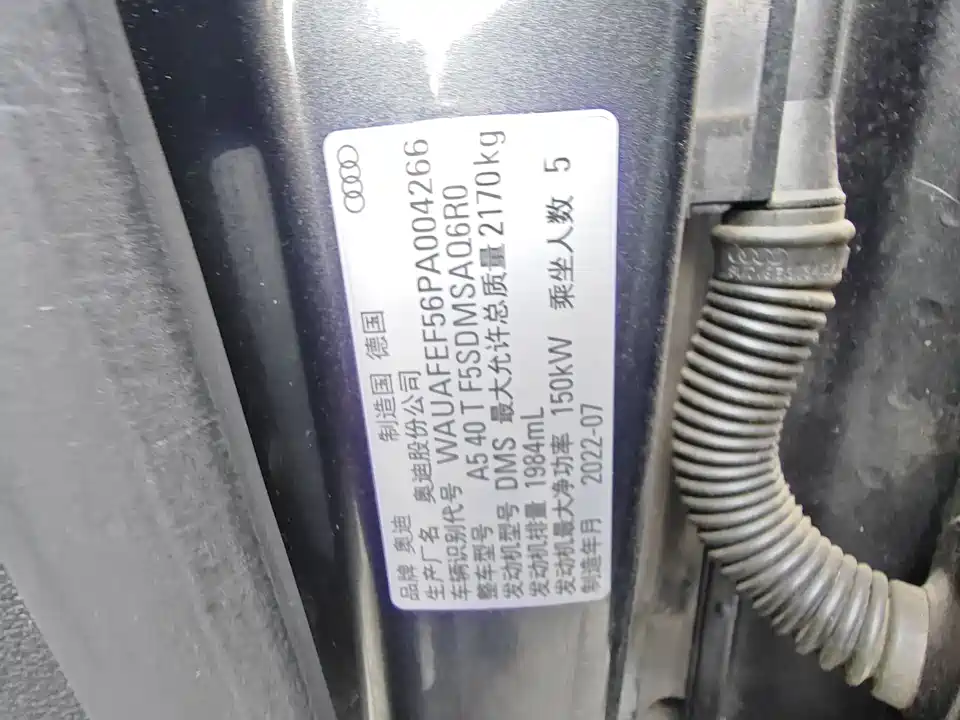 品牌 奥迪 制造国 德国
生产厂名 奥迪股份公司
车辆识别代号 WAUAFEF56PA004266
整车型号 A5 40 T F5SDMSAQ6R0
发动机型号 DMS 最大允许总质量 2170kg
发动机排量 1984mL
发动机最大净功率 150kW 乘坐人数 5
制造年月 2022-07